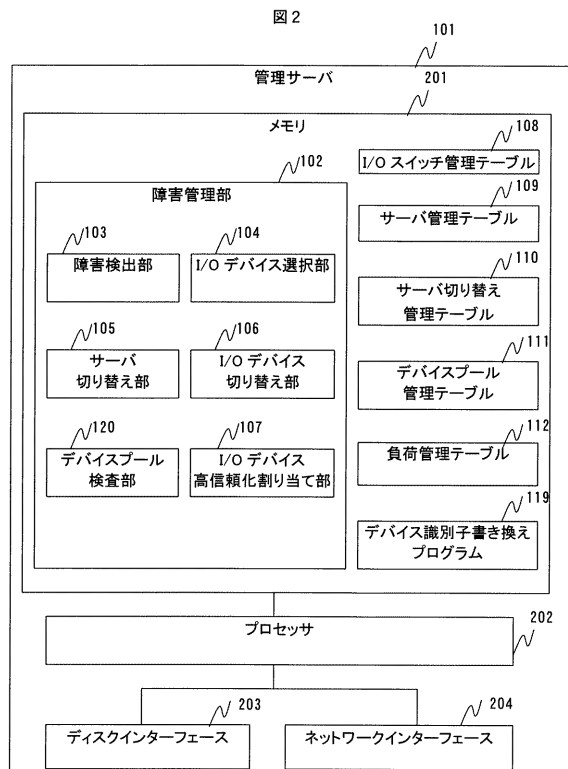 図2
101
管理サーバ
201
メモリ
108
I/O スイッチ管理テーブル
102
障害管理部
109
サーバ管理テーブル
103
障害検出部
104
I/O デバイス選択部
110
サーバ切り替え
管理テーブル
105
サーバ
切り替え部
106
I/O デバイス
切り替え部
111
デバイスプール
管理テーブル
120
デバイスプール
検査部
107
I/O デバイス
高信頼化割り当て部
112
負荷管理テーブル
119
デバイス識別子書き換え
プログラム
プロセッサ
202
203
ディスクインターフェース
204
ネットワークインターフェース